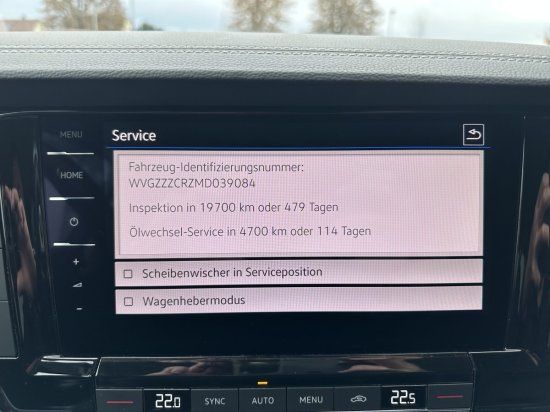 MENU
Service
Fahrzeug-Identifizierungsnummer:
WVGZZZCRZMD039084
HOME
Inspektion in 19700 km oder 479 Tagen
Ölwechsel-Service in 4700 km oder 114 Tagen
+
Scheibenwischer in Serviceposition
-
Wagenhebermodus
22.0 SYNC AUTO MENU 22.5